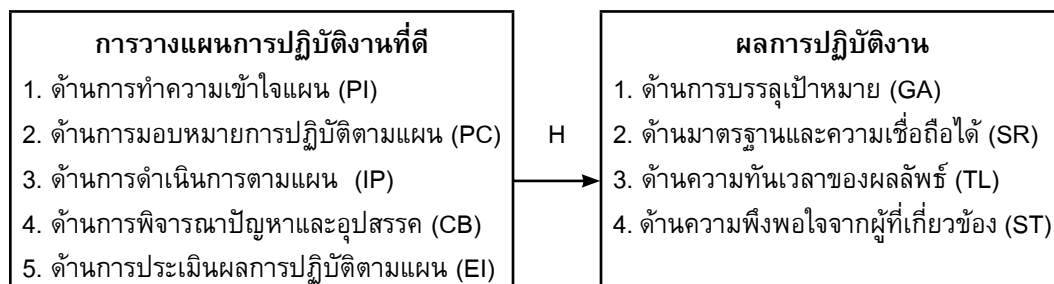 การวางแผนการปฏิบัติงานที่ดี
1. ด้านการทำความเข้าใจแผน (PI)
2. ด้านการมอบหมายการปฏิบัติตามแผน (PC)
3. ด้านการดำเนินการตามแผน (IP)
4. ด้านการพิจารณาปัญหาและอุปสรรค (CB)
5. ด้านการประเมินผลการปฏิบัติตามแผน (EI)
H
ผลการปฏิบัติงาน
1. ด้านการบรรลุเป้าหมาย (GA)
2. ด้านมาตรฐานและความเชื่อถือได้ (SR)
3. ด้านความทันเวลาของผลลัพธ์ (TL)
4. ด้านความพึงพอใจจากผู้ที่เกี่ยวข้อง (ST)